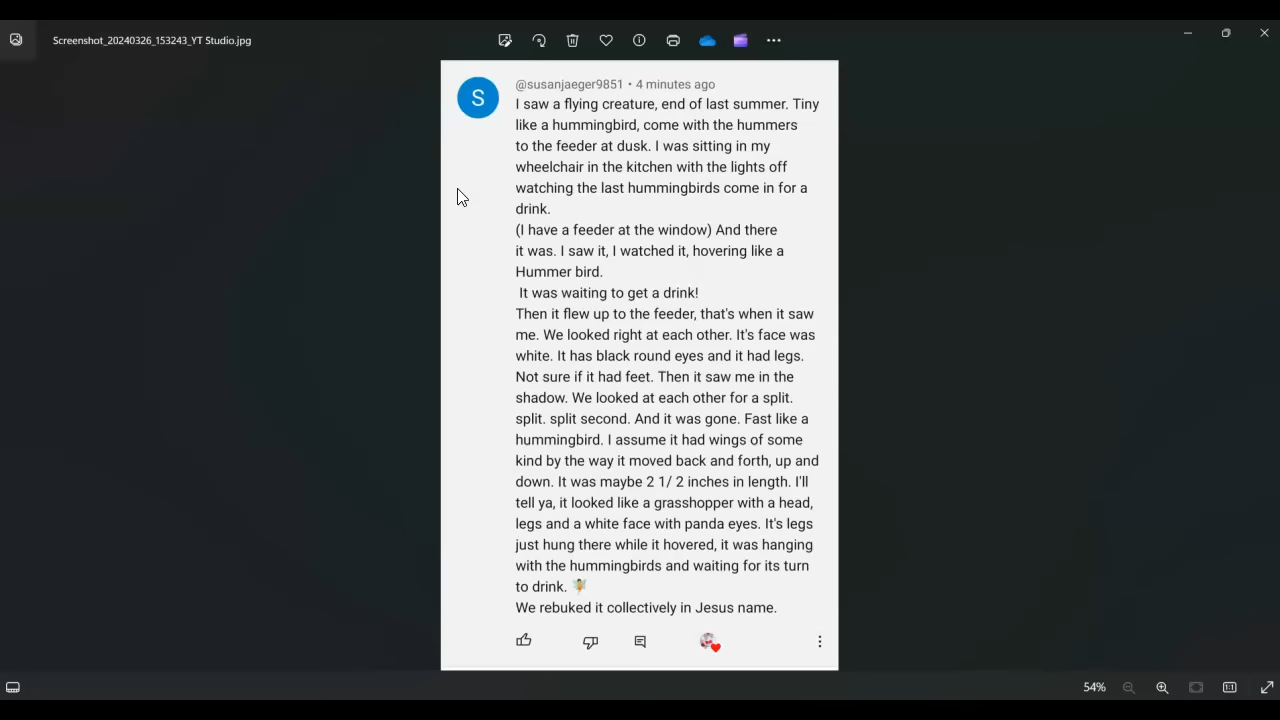 Screenshot_20240326_153243_YT Studio.jpg
S
@susanjaeger9851 • 4 minutes ago
I saw a flying creature, end of last summer. Tiny
like a hummingbird, come with the hummers
to the feeder at dusk. I was sitting in my
wheelchair in the kitchen with the lights off
watching the last hummingbirds come in for a
drink.
(I have a feeder at the window) And there
it was. I saw it, I watched it, hovering like a
Hummer bird.
It was waiting to get a drink!
Then it flew up to the feeder, that's when it saw
me. We looked right at each other. It's face was
white. It has black round eyes and it had legs.
Not sure if it had feet. Then it saw me in the
shadow. We looked at each other for a split.
split. split second. And it was gone. Fast like a
hummingbird. I assume it had wings of some
kind by the way it moved back and forth, up and
down. It was maybe 2 1/ 2 inches in length. I'll
tell ya, it looked like a grasshopper with a head,
legs and a white face with panda eyes. It's legs
just hung there while it hovered, it was hanging
with the hummingbirds and waiting for its turn
to drink. 🧚
We rebuked it collectively in Jesus name.
54%
1:1